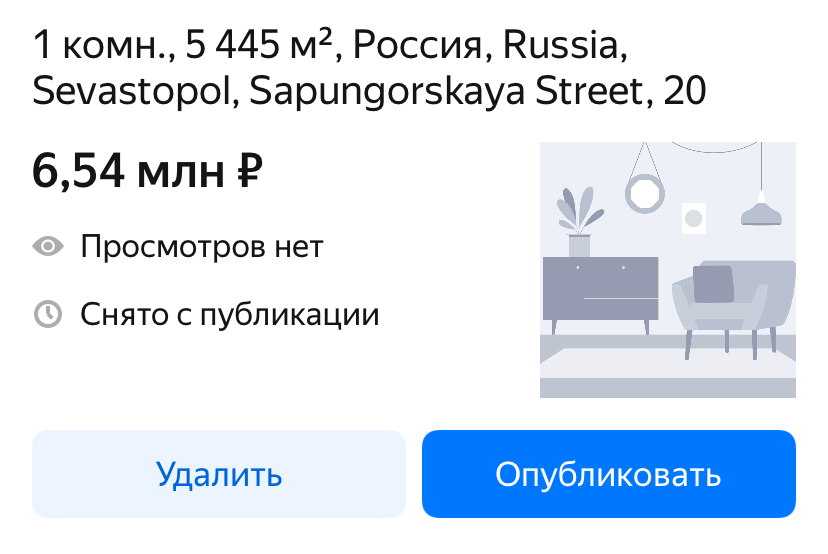 1 комн., 5 445 м², Россия, Russia,
Sevastopol, Sapungorskaya Street, 20
6,54 млн ₽
Просмотров нет
Снято с публикации
Удалить
Опубликовать